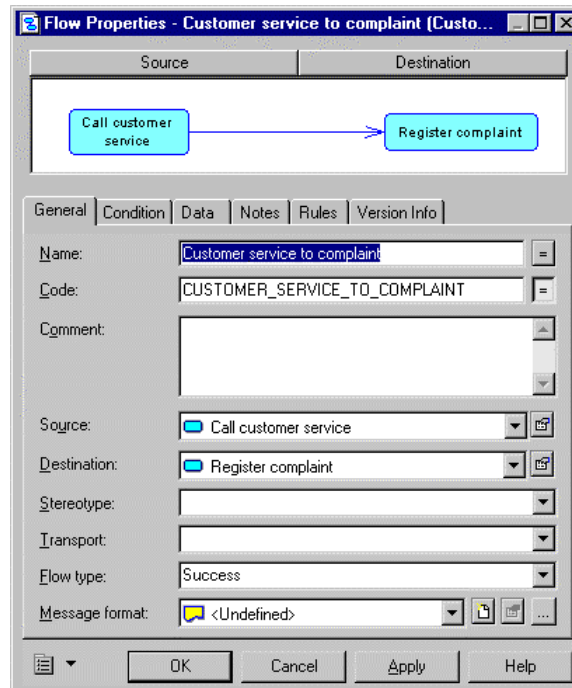 Flow Properties - Customer service to complaint (Custo...
Source Destination
Call customer
service
Register complaint
General Condition Data Notes Rules Version Info
Name: Customer service to complaint =
Code: CUSTOMER_SERVICE_TO_COMPLAINT =
Comment:
Source: Call customer service
Destination: Register complaint
Stereotype:
Transport:
Flow type: Success
Message format: <Undefined> ...
OK Cancel Apply Help